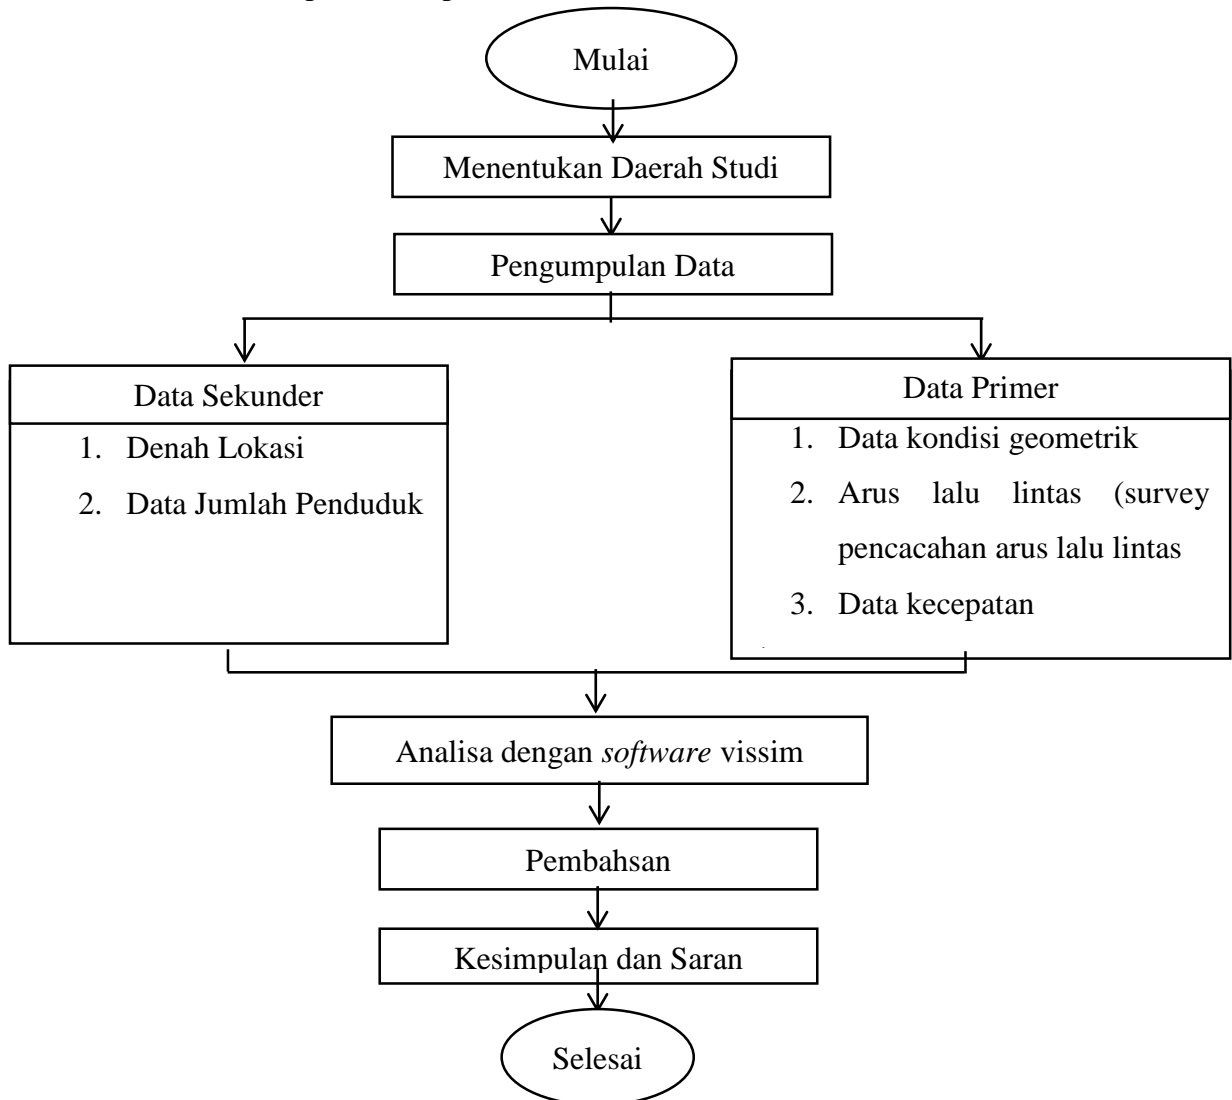 Mulai
Menentukan Daerah Studi
Pengumpulan Data
Data Sekunder
1. Denah Lokasi
2. Data Jumlah Penduduk
Data Primer
1. Data kondisi geometrik
2. Arus lalu lintas (survey
pencacahan arus lalu lintas
3. Data kecepatan
Analisa dengan software vissim
Pembahsan
Kesimpulan dan Saran
Selesai